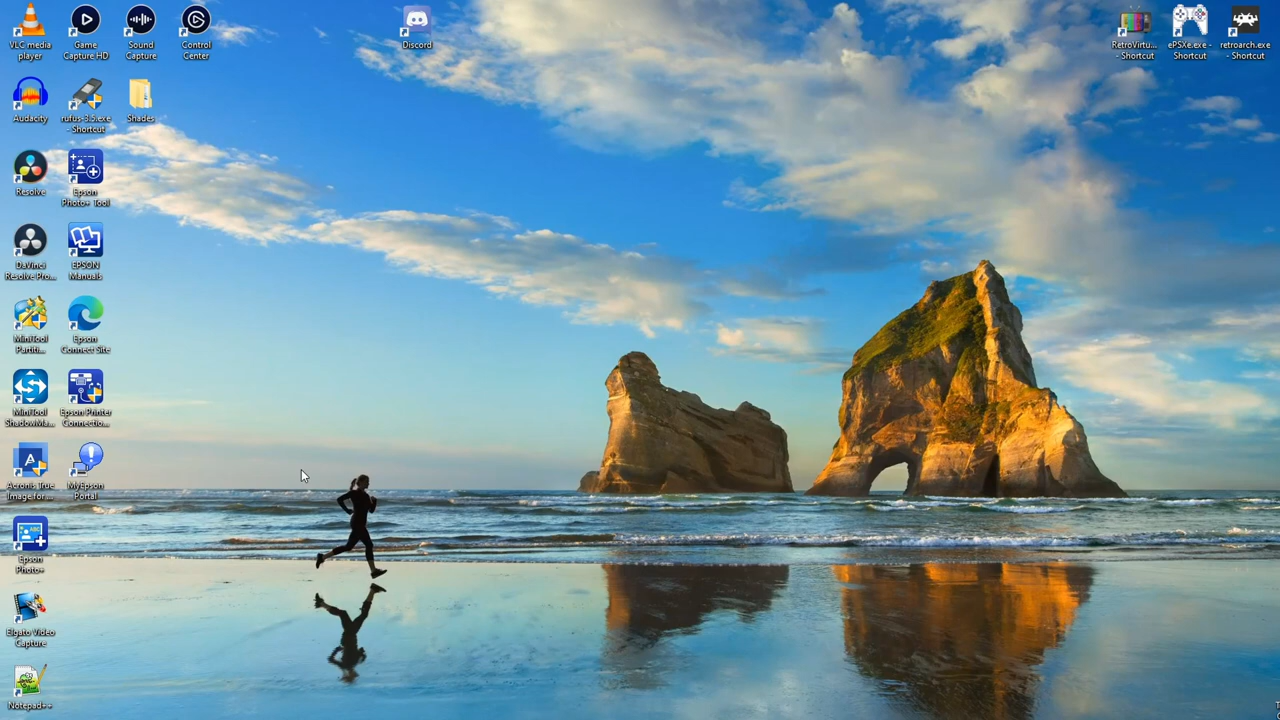 VLC media
player
Game
Capture HD
Sound
Capture
Control
Center
Discord
RetroVirtu...
- Shortcut
ePSXe.exe -
Shortcut
retroarch.exe
- Shortcut
Audacity
rufus-3.5.exe
- Shortcut
Shades
Resolve
Epson
Photo+ Tool
DaVinci
Resolve Pro...
EPSON
Manuals
MiniTool
Partiti...
Epson
Connect Site
MiniTool
ShadowMa...
Epson Printer
Connectio...
Acronis True
Image for...
MyEpson
Portal
Epson
Photo+
Elgato Video
Capture
Notepad++